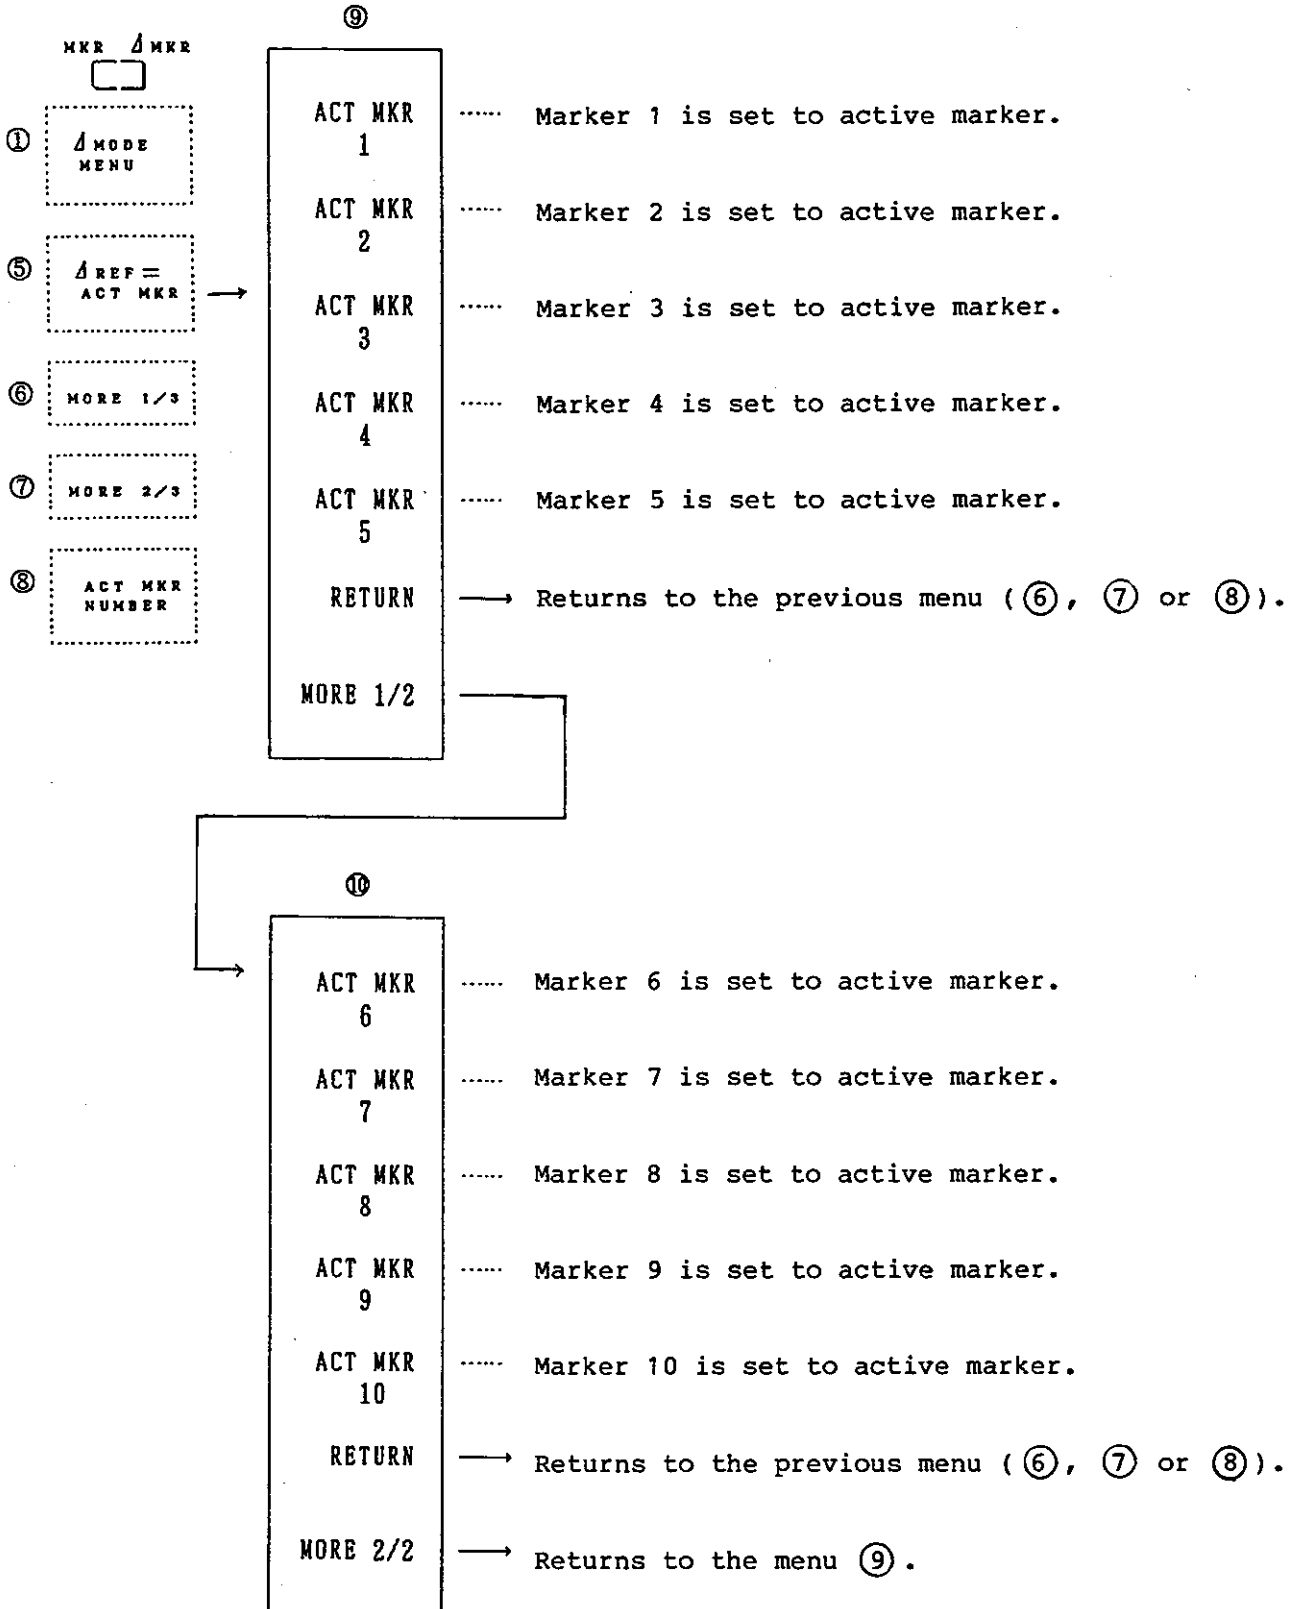 MKR ⊿MKR
①
⊿MODE
MENU
⑤
⊿REF=
ACT MKR
⑥
MORE 1/3
⑦
MORE 2/3
⑧
ACT MKR
NUMBER
⑨
ACT MKR ...... Marker 1 is set to active marker.
1
ACT MKR ...... Marker 2 is set to active marker.
2
ACT MKR ...... Marker 3 is set to active marker.
3
ACT MKR ...... Marker 4 is set to active marker.
4
ACT MKR ...... Marker 5 is set to active marker.
5
RETURN → Returns to the previous menu (⑥, ⑦ or ⑧).
MORE 1/2
⑩
ACT MKR ...... Marker 6 is set to active marker.
6
ACT MKR ...... Marker 7 is set to active marker.
7
ACT MKR ...... Marker 8 is set to active marker.
8
ACT MKR ...... Marker 9 is set to active marker.
9
ACT MKR ...... Marker 10 is set to active marker.
10
RETURN → Returns to the previous menu (⑥, ⑦ or ⑧).
MORE 2/2 → Returns to the menu ⑨.